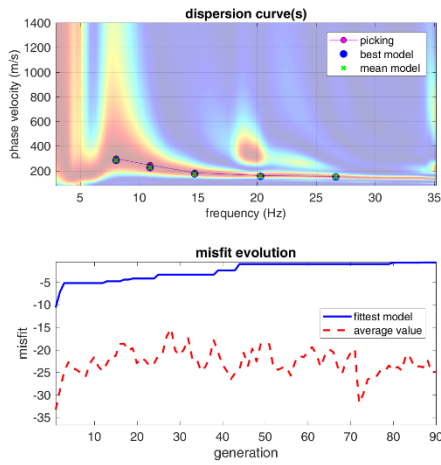 dispersion curve(s)
phase velocity (m/s)
1400
1200
1000
800
600
400
200
picking
best model
mean model
5
10
15
20
25
30
35
frequency (Hz)
misfit evolution
misfit
-5
-10
-15
-20
-25
-30
-35
fittest model
average value
10
20
30
40
50
60
70
80
90
generation